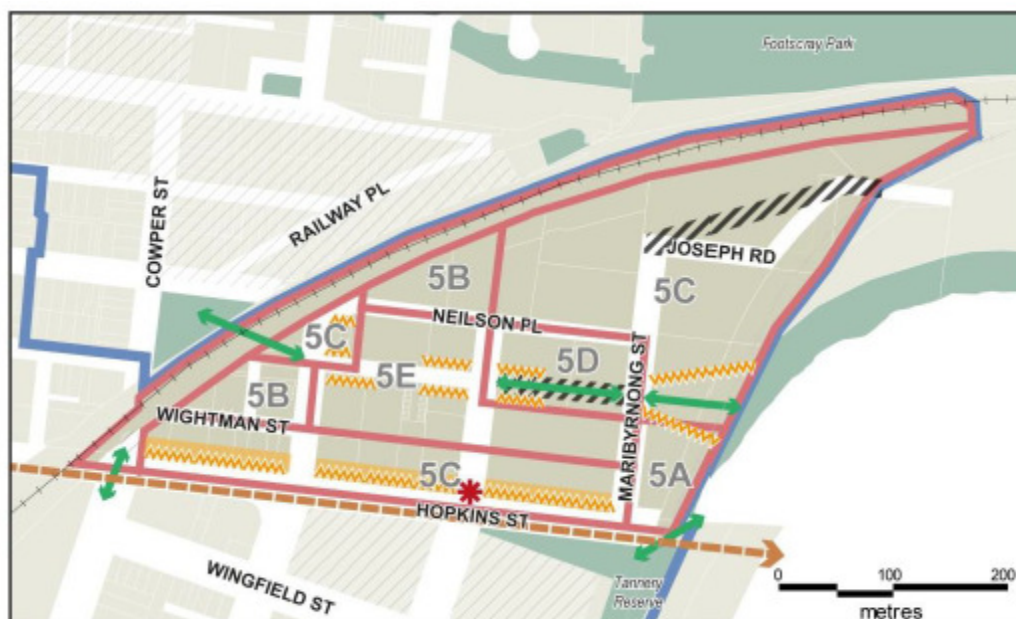 Footscray Park
COWPER ST
RAILWAY PL
JOSEPH RD
5B
5C
NEILSON PL
5C
5D
5E
MARIBYRNONG ST
5B
WIGHTMAN ST
5C
5A
HOPKINS ST
WINGFIELD ST
Tannery
Reserve
0 100 200
metres